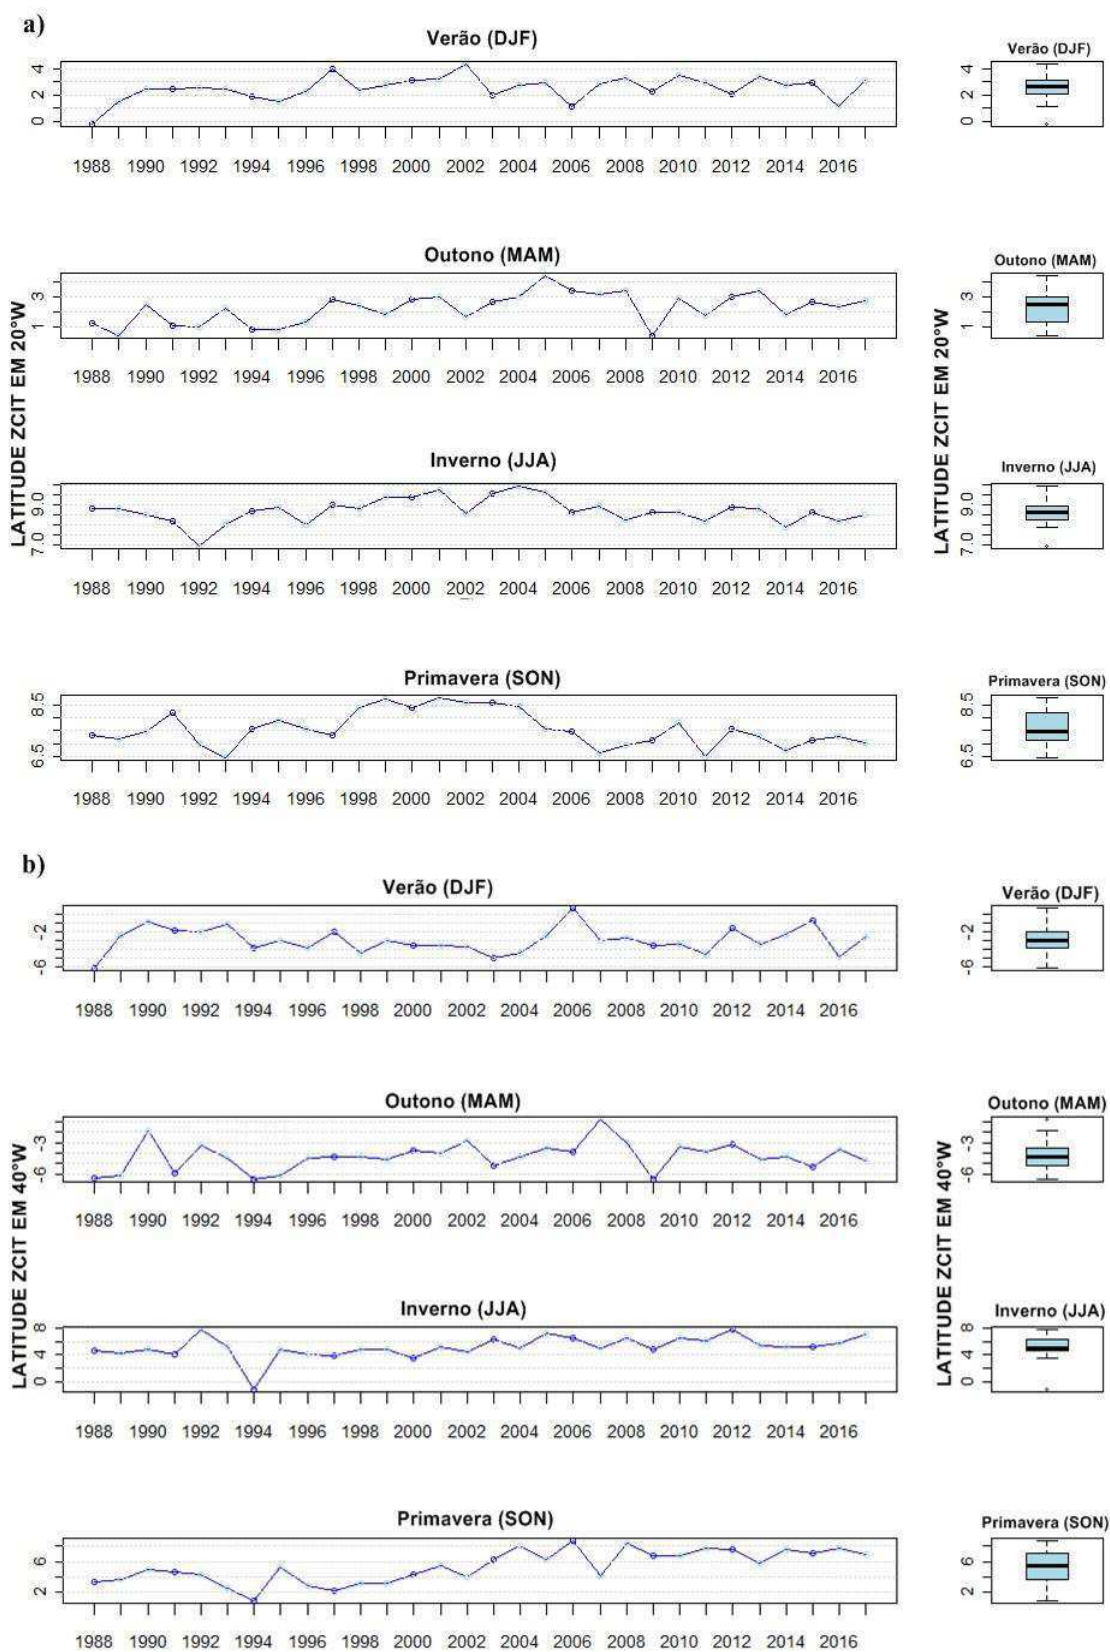 a)
Verão (DJF)
0 2 4
1988 1990 1992 1994 1996 1998 2000 2002 2004 2006 2008 2010 2012 2014 2016
Verão (DJF)
0 2 4
LATITUDE ZCIT EM 20°W
Outono (MAM)
1 3
1988 1990 1992 1994 1996 1998 2000 2002 2004 2006 2008 2010 2012 2014 2016
LATITUDE ZCIT EM 20°W
Outono (MAM)
1 3
Inverno (JJA)
7.0 9.0
1988 1990 1992 1994 1996 1998 2000 2002 2004 2006 2008 2010 2012 2014 2016
Inverno (JJA)
7.0 9.0
Primavera (SON)
6.5 8.5
1988 1990 1992 1994 1996 1998 2000 2002 2004 2006 2008 2010 2012 2014 2016
Primavera (SON)
6.5 8.5
b)
Verão (DJF)
-6 -2
1988 1990 1992 1994 1996 1998 2000 2002 2004 2006 2008 2010 2012 2014 2016
Verão (DJF)
-6 -2
LATITUDE ZCIT EM 40°W
Outono (MAM)
-6 -3
1988 1990 1992 1994 1996 1998 2000 2002 2004 2006 2008 2010 2012 2014 2016
LATITUDE ZCIT EM 40°W
Outono (MAM)
-6 -3
Inverno (JJA)
0 4 8
1988 1990 1992 1994 1996 1998 2000 2002 2004 2006 2008 2010 2012 2014 2016
Inverno (JJA)
0 4 8
Primavera (SON)
2 6
1988 1990 1992 1994 1996 1998 2000 2002 2004 2006 2008 2010 2012 2014 2016
Primavera (SON)
2 6